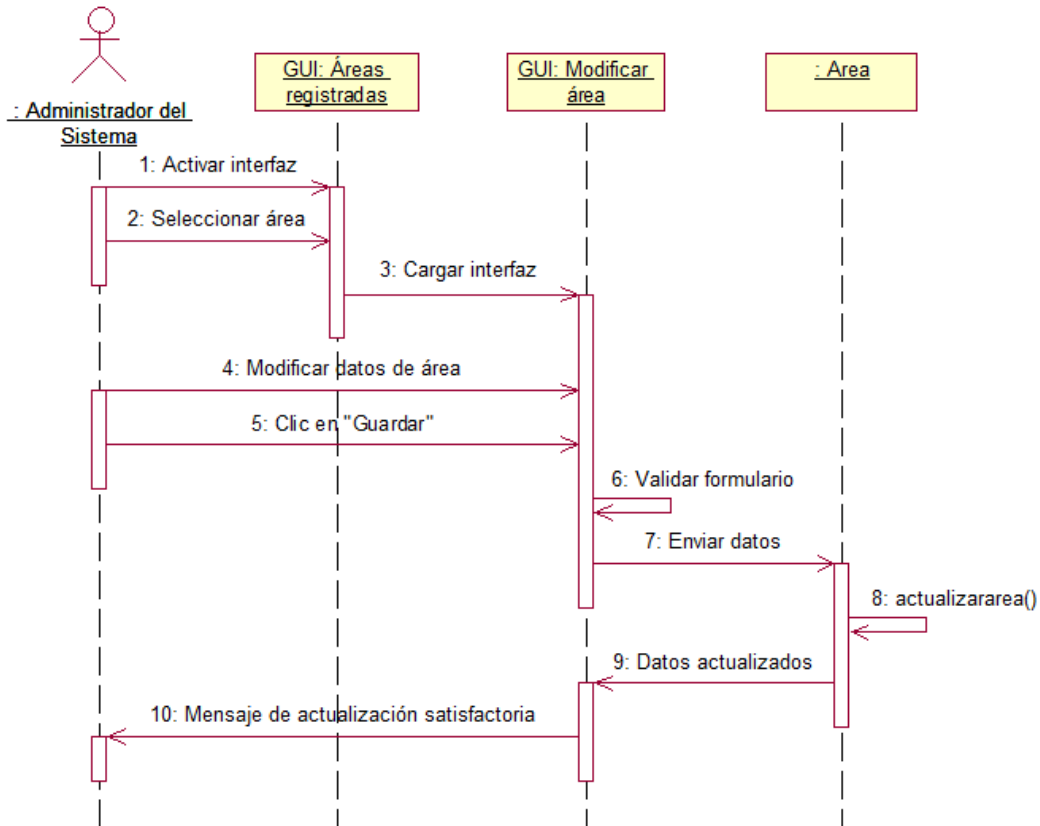 : Administrador del
Sistema
GUI: Áreas
registradas
GUI: Modificar
área
: Area
1: Activar interfaz
2: Seleccionar área
3: Cargar interfaz
4: Modificar datos de área
5: Clic en "Guardar"
6: Validar formulario
7: Enviar datos
8: actualizararea()
9: Datos actualizados
10: Mensaje de actualización satisfactoria